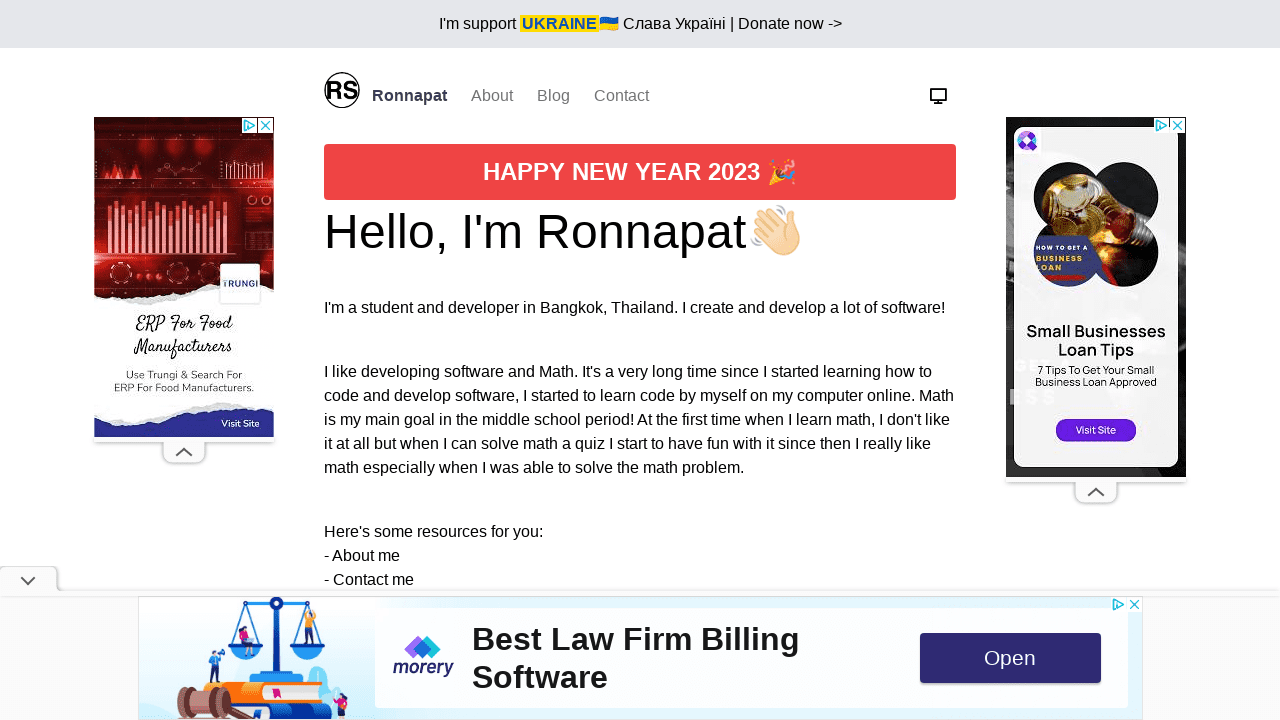 I'm support UKRAINE🇺🇦 Слава Україні | Donate now ->
RS
Ronnapat
About
Blog
Contact
HAPPY NEW YEAR 2023 🎉
Hello, I'm Ronnapat👋🏻
I'm a student and developer in Bangkok, Thailand. I create and develop a lot of software!
I like developing software and Math. It's a very long time since I started learning how to
code and develop software, I started to learn code by myself on my computer online. Math
is my main goal in the middle school period! At the first time when I learn math, I don't like
it at all but when I can solve math a quiz I start to have fun with it since then I really like
math especially when I was able to solve the math problem.
Here's some resources for you:
- About me
- Contact me
TRUNGI
ERP For Food
Manufacturers
Use Trungi & Search For
ERP For Food Manufacturers.
Visit Site
HOW TO GET A
BUSINESS
LOAN
Small Businesses
Loan Tips
7 Tips To Get Your Small
Business Loan Approved
Visit Site
morery
Best Law Firm Billing
Software
Open